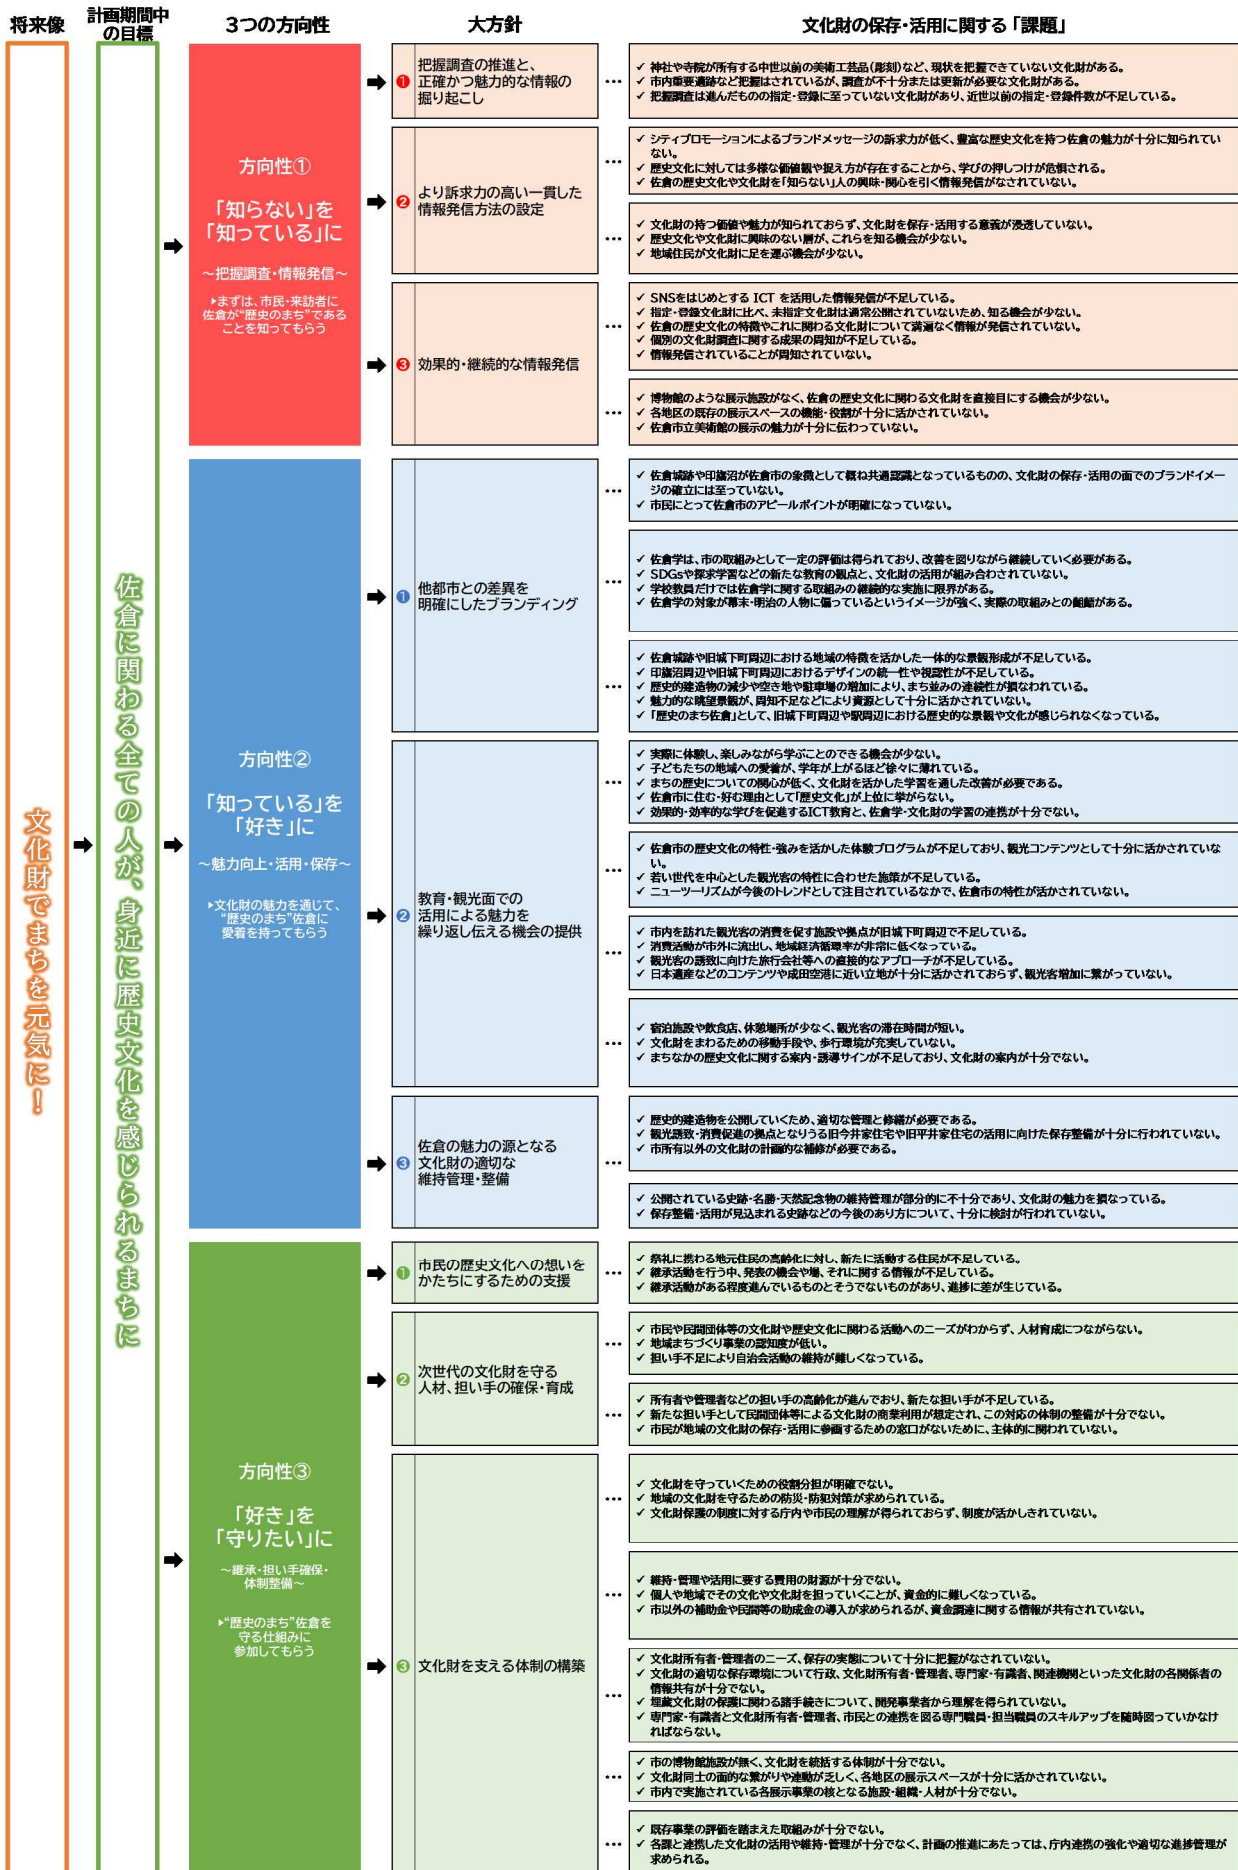 将来像
計画期間中
の目標
3つの方向性
大方針
文化財の保存・活用に関する「課題」
文化財でまちを元気に！
佐倉に関わる全ての人が、身近に歴史文化を感じられるまちに
方向性①
「知らない」を
「知っている」に
～把握調査・情報発信～
▶まずは、市民・来訪者に
佐倉が“歴史のまち”である
ことを知ってもらう
❶ 把握調査の推進と、
正確かつ魅力的な情報の
掘り起こし
… ✓ 神社や寺院が所有する中世以前の美術工芸品(彫刻)など、現状を把握できていない文化財がある。
✓ 市内重要遺跡など把握はされているが、調査が不十分または更新が必要な文化財がある。
✓ 把握調査は進んだものの指定・登録に至っていない文化財があり、近世以前の指定・登録件数が不足している。
❷ より訴求力の高い一貫した
情報発信方法の設定
… ✓ シティプロモーションによるブランドメッセージの訴求力が低く、豊富な歴史文化を持つ佐倉の魅力が十分に知られてい
ない。
✓ 歴史文化に対しては多様な価値観や捉え方が存在することから、学びの押しつけが危惧される。
✓ 佐倉の歴史文化や文化財を「知らない」人の興味・関心を引く情報発信がなされていない。
… ✓ 文化財の持つ価値や魅力が知られておらず、文化財を保存・活用する意義が浸透していない。
✓ 歴史文化や文化財に興味のない層が、これらを知る機会が少ない。
✓ 地域住民が文化財に足を運ぶ機会が少ない。
❸ 効果的・継続的な情報発信
… ✓ SNSをはじめとする ICT を活用した情報発信が不足している。
✓ 指定・登録文化財に比べ、未指定文化財は通常公開されていないため、知る機会が少ない。
✓ 佐倉の歴史文化の特徴やこれに関わる文化財について満遍なく情報が発信されていない。
✓ 個別の文化財調査に関する成果の周知が不足している。
✓ 情報発信されていることが周知されていない。
… ✓ 博物館のような展示施設がなく、佐倉の歴史文化に関わる文化財を直接目にする機会が少ない。
✓ 各地区の既存の展示スペースの機能・役割が十分に活かされていない。
✓ 佐倉市立美術館の展示の魅力が十分に伝わっていない。
方向性②
「知っている」を
「好き」に
～魅力向上・活用・保存～
▶文化財の魅力を通じて、
“歴史のまち”佐倉に
愛着を持ってもらう
❶ 他都市との差異を
明確にしたブランディング
… ✓ 佐倉城跡や印旛沼が佐倉市の象徴として概ね共通認識となっているものの、文化財の保存・活用の面でのブランドイメー
ジの確立には至っていない。
✓ 市民にとって佐倉市のアピールポイントが明確になっていない。
… ✓ 佐倉学は、市の取組みとして一定の評価は得られており、改善を図りながら継続していく必要がある。
✓ SDGsや探求学習などの新たな教育の観点と、文化財の活用が組み合わされていない。
✓ 学校教員だけでは佐倉学に関する取組みの継続的な実施に限界がある。
✓ 佐倉学の対象が幕末・明治の人物に偏っているというイメージが強く、実際の取組みとの齟齬がある。
… ✓ 佐倉城跡や旧城下町周辺における地域の特徴を活かした一体的な景観形成が不足している。
✓ 印旛沼周辺や旧城下町周辺におけるデザインの統一性や視認性が不足している。
✓ 歴史的建造物の減少や空き地や駐車場の増加により、まち並みの連続性が損なわれている。
✓ 魅力的な眺望景観が、周知不足などにより資源として十分に活かされていない。
✓ 「歴史のまち佐倉」として、旧城下町周辺や駅周辺における歴史的な景観や文化が感じられなくなっている。
❷ 教育・観光面での
活用による魅力を
繰り返し伝える機会の提供
✓ 実際に体験し、楽しみながら学ぶことのできる機会が少ない。
✓ 子どもたちの地域への愛着が、学年が上がるほど徐々に薄れている。
… ✓ まちの歴史についての関心が低く、文化財を活かした学習を通した改善が必要である。
✓ 佐倉市に住む・好む理由として「歴史文化」が上位に挙がらない。
✓ 効果的・効率的な学びを促進するICT教育と、佐倉学・文化財の学習の連携が十分でない。
… ✓ 佐倉市の歴史文化の特性・強みを活かした体験プログラムが不足しており、観光コンテンツとして十分に活かされていな
い。
✓ 若い世代を中心とした観光客の特性に合わせた施策が不足している。
✓ ニューツーリズムが今後のトレンドとして注目されているなかで、佐倉市の特性が活かされていない。
… ✓ 市内を訪れた観光客の消費を促す施設や拠点が旧城下町周辺で不足している。
✓ 消費活動が市外に流出し、地域経済循環率が非常に低くなっている。
✓ 観光客の誘致に向けた旅行会社等への直接的なアプローチが不足している。
✓ 日本遺産などのコンテンツや成田空港に近い立地が十分に活かされておらず、観光客増加に繋がっていない。
… ✓ 宿泊施設や飲食店、休憩場所が少なく、観光客の滞在時間が短い。
✓ 文化財をまわるための移動手段や、歩行環境が充実していない。
✓ まちなかの歴史文化に関する案内・誘導サインが不足しており、文化財の案内が十分でない。
❸ 佐倉の魅力の源となる
文化財の適切な
維持管理・整備
… ✓ 歴史的建造物を公開していくため、適切な管理と修繕が必要である。
✓ 観光誘致・消費促進の拠点となりうる旧今井家住宅や旧平井家住宅の活用に向けた保存整備が十分に行われていない。
✓ 市所有以外の文化財の計画的な補修が必要である。
… ✓ 公開されている史跡・名勝・天然記念物の維持管理が部分的に不十分であり、文化財の魅力を損なっている。
✓ 保存整備・活用が見込まれる史跡などの今後のあり方について、十分に検討が行われていない。
方向性③
「好き」を
「守りたい」に
～継承・担い手確保・
体制整備～
▶“歴史のまち”佐倉を
守る仕組みに
参加してもらう
❶ 市民の歴史文化への想いを
かたちにするための支援
… ✓ 祭礼に携わる地元住民の高齢化に対し、新たに活動する住民が不足している。
✓ 継承活動を行う中、発表の機会や場、それに関する情報が不足している。
✓ 継承活動がある程度進んでいるものとそうでないものがあり、進捗に差が生じている。
❷ 次世代の文化財を守る
人材、担い手の確保・育成
… ✓ 市民や民間団体等の文化財や歴史文化に関わる活動へのニーズがわからず、人材育成につながらない。
✓ 地域まちづくり事業の認知度が低い。
✓ 担い手不足により自治会活動の維持が難しくなっている。
… ✓ 所有者や管理者などの担い手の高齢化が進んでおり、新たな担い手が不足している。
✓ 新たな担い手として民間団体等による文化財の商業利用が想定され、この対応の体制の整備が十分でない。
✓ 市民が地域の文化財の保存・活用に参画するための窓口がないために、主体的に関われていない。
❸ 文化財を支える体制の構築
… ✓ 文化財を守っていくための役割分担が明確でない。
✓ 地域の文化財を守るための防災・防犯対策が求められている。
✓ 文化財保護の制度に対する庁内や市民の理解が得られておらず、制度が活かしきれていない。
… ✓ 維持・管理や活用に要する費用の財源が十分でない。
✓ 個人や地域でその文化や文化財を担っていくことが、資金的に難しくなっている。
✓ 市以外の補助金や民間等の助成金の導入が求められるが、資金調達に関する情報が共有されていない。
… ✓ 文化財所有者・管理者のニーズ、保存の実態について十分に把握がなされていない。
✓ 文化財の適切な保存環境について行政、文化財所有者・管理者、専門家・有識者、関連機関といった文化財の各関係者の
情報共有が十分でない。
✓ 埋蔵文化財の保護に関わる諸手続きについて、開発事業者から理解を得られていない。
✓ 専門家・有識者と文化財所有者・管理者、市民との連携を図る専門職員・担当職員のスキルアップを随時図っていかなけ
ればならない。
… ✓ 市の博物館施設が無く、文化財を統括する体制が十分でない。
✓ 文化財同士の面的な繋がりや連動が乏しく、各地区の展示スペースが十分に活かされていない。
✓ 市内で実施されている各展示事業の核となる施設・組織・人材が十分でない。
… ✓ 既存事業の評価を踏まえた取組みが十分でない。
✓ 各課と連携した文化財の活用や維持・管理が十分でなく、計画の推進にあたっては、庁内連携の強化や適切な進捗管理が
求められる。